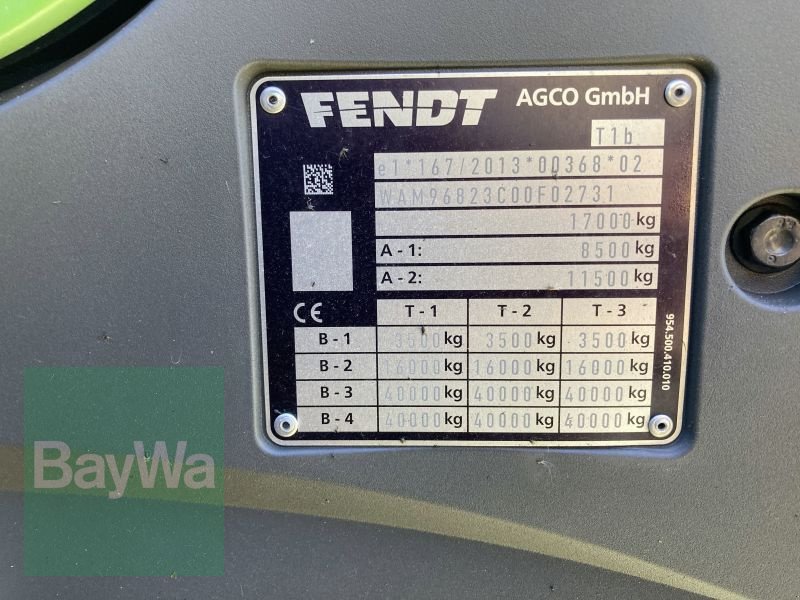 FENDT AGCO GmbH
T1b
e1*167/2013*00368*02
WAM96823C00F02731
17000 kg
A - 1: 8500 kg
A - 2: 11500 kg
CE T - 1 T - 2 T - 3
B - 1 3500 kg 3500 kg 3500 kg
B - 2 16000 kg 16000 kg 16000 kg
B - 3 40000 kg 40000 kg 40000 kg
B - 4 40000 kg 40000 kg 40000 kg
954.500.410.010
BayWa